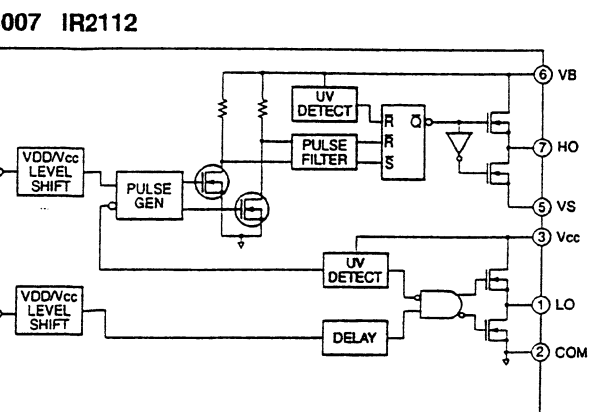 007 IR2112
6 VB
UV
DETECT
R Q
R
S
PULSE
FILTER
7 HO
VDD/Vcc
LEVEL
SHIFT
PULSE
GEN
5 VS
3 Vcc
UV
DETECT
VDD/Vcc
LEVEL
SHIFT
1 LO
DELAY
2 COM